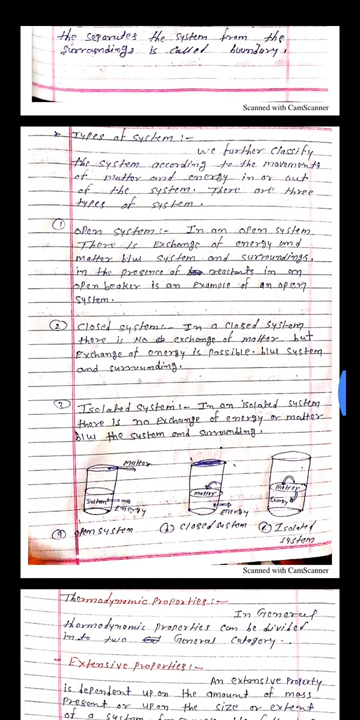 the separates the system from the
surroundings is called boundary.
Scanned with CamScanner
* Types of System :-
We further classify
the system according to the movements
of matter and energy in or out
of the system. There are three
types of system.
① open system :- In an open system
There is Exchange of energy and
matter blw system and surroundings.
in the presence of reactants in an
open beaker is an Example of an open
system.
② Closed system :- In a closed system
there is No exchange of matter but
Exchange of energy is possible. blw system
and surrounding.
③ Isolated system :- In an isolated system
there is no exchange of energy or matter
blw the system and surrounding.
matter
System
Energy
matter
Energy
matter
Energy
(a) open system (b) closed system (c) Isolated
system
Scanned with CamScanner
Thermodynamic Properties :-
In General
thermodynamic properties can be divided
in to two General Category.
- Extensive properties :-
An extensive property
is dependent upon the amount of mass
present or upon the size or extent
of a system